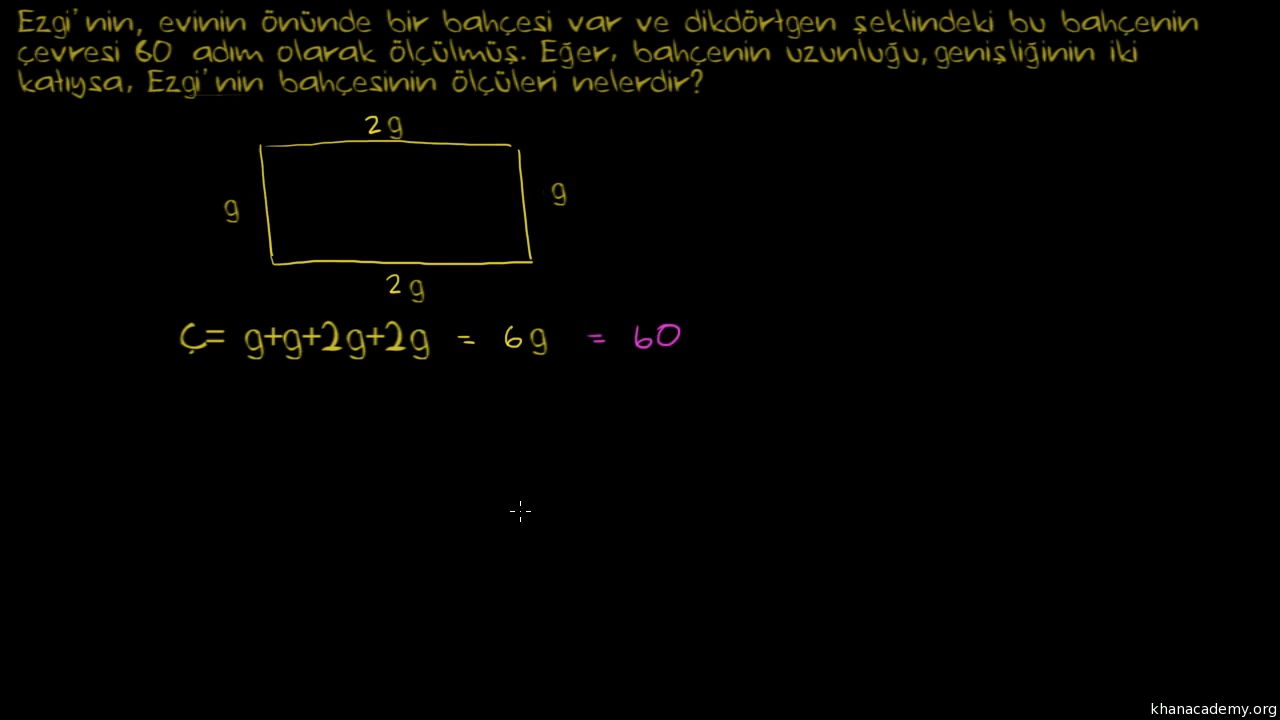 Ezgi'nin, evinin önünde bir bahçesi var ve dikdörtgen şeklindeki bu bahçenin
çevresi 60 adım olarak ölçülmüş. Eğer, bahçenin uzunluğu, genişliğinin iki
katıysa, Ezgi'nin bahçesinin ölçüleri nelerdir?
2g
g
g
2g
Ç= g+g+2g+2g = 6g = 60
khanacademy.org